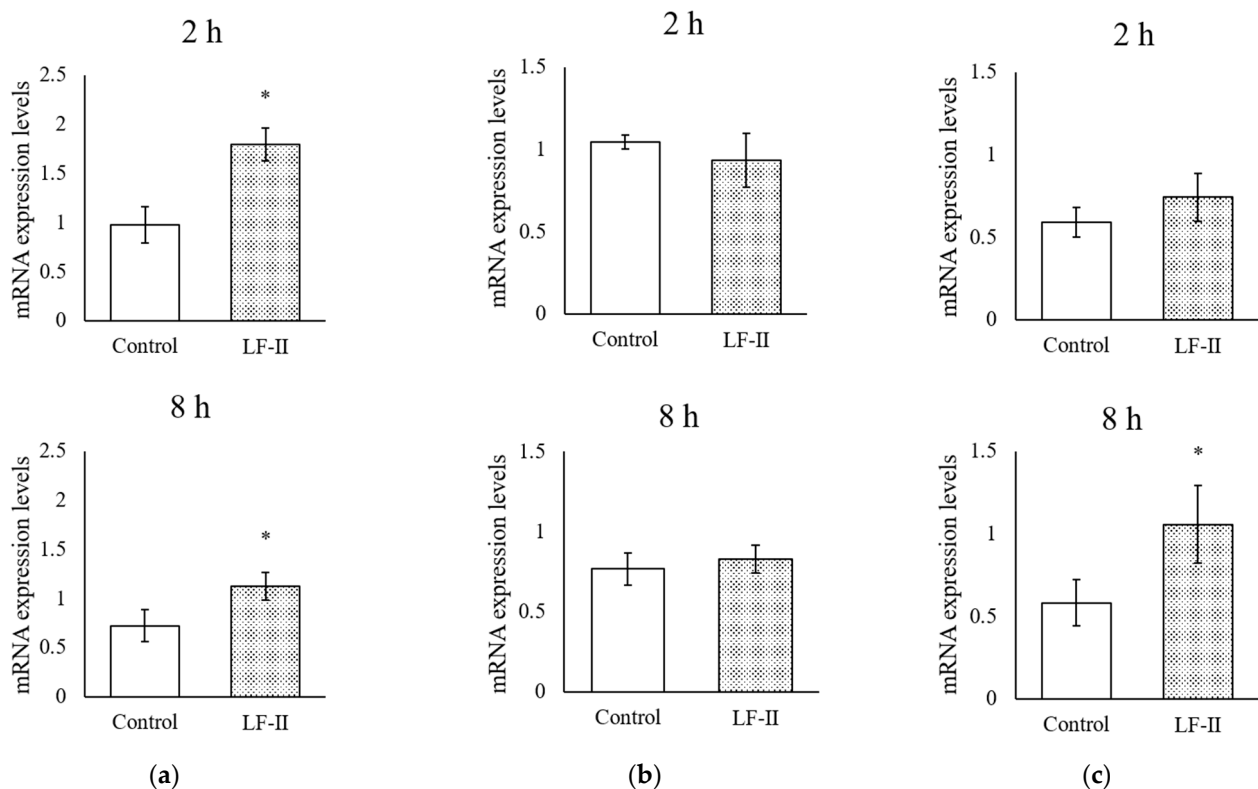 2 h
mRNA expression levels
2.5
2
1.5
1
0.5
0
*
Control
LF-II
2 h
mRNA expression levels
1.5
1
0.5
0
Control
LF-II
2 h
mRNA expression levels
1.5
1
0.5
0
Control
LF-II
8 h
mRNA expression levels
2.5
2
1.5
1
0.5
0
*
Control
LF-II
8 h
mRNA expression levels
1.5
1
0.5
0
Control
LF-II
8 h
mRNA expression levels
1.5
1
0.5
0
*
Control
LF-II
(a)
(b)
(c)